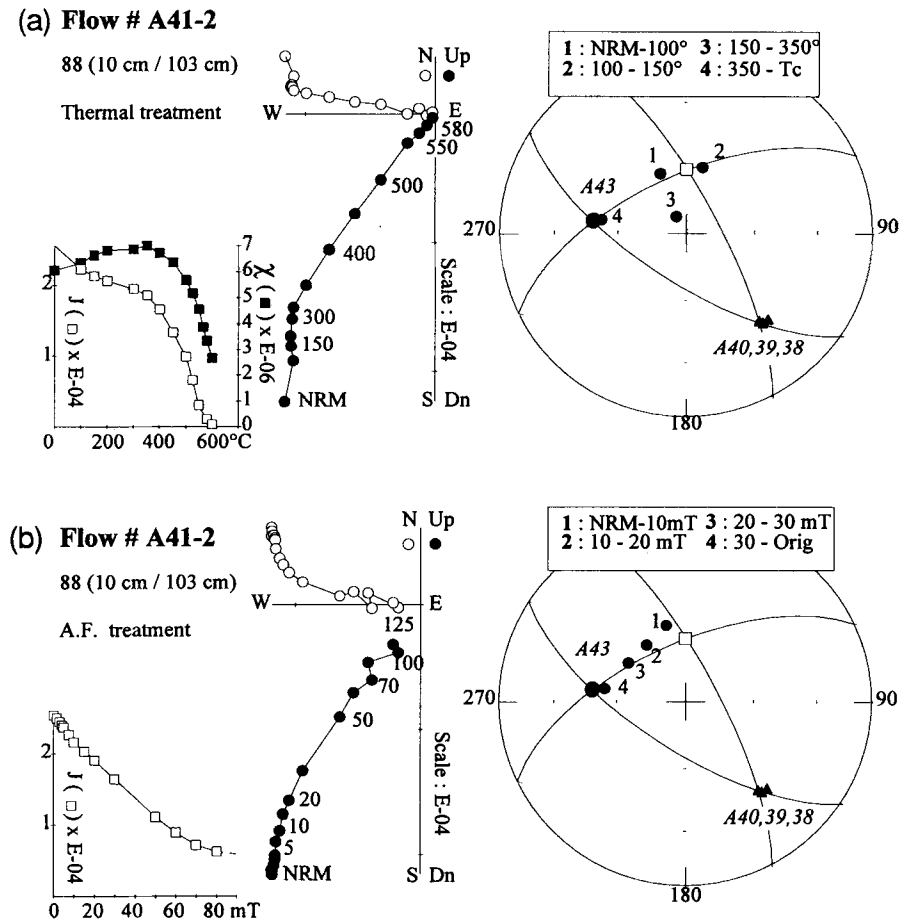 (a) Flow # A41-2
88 (10 cm / 103 cm)
Thermal treatment
N Up
W E
580
550
500
400
300
150
NRM
S Dn
Scale : E-04
2
1
J ( □ ) x E-04
7
6
5
4
3
2
1
0
χ ( ■ ) x E-06
0 200 400 600°C
1 : NRM-100° 3 : 150 - 350°
2 : 100 - 150° 4 : 350 - Tc
1 2
A43
4 3
270 90
A40,39,38
180
(b) Flow # A41-2
88 (10 cm / 103 cm)
A.F. treatment
N Up
W E
125
100
70
50
20
10
5
NRM
S Dn
Scale : E-04
2
1
J ( □ ) x E-04
0 20 40 60 80 mT
1 : NRM-10mT 3 : 20 - 30 mT
2 : 10 - 20 mT 4 : 30 - Orig
1
A43 2
3
4
270 90
A40,39,38
180